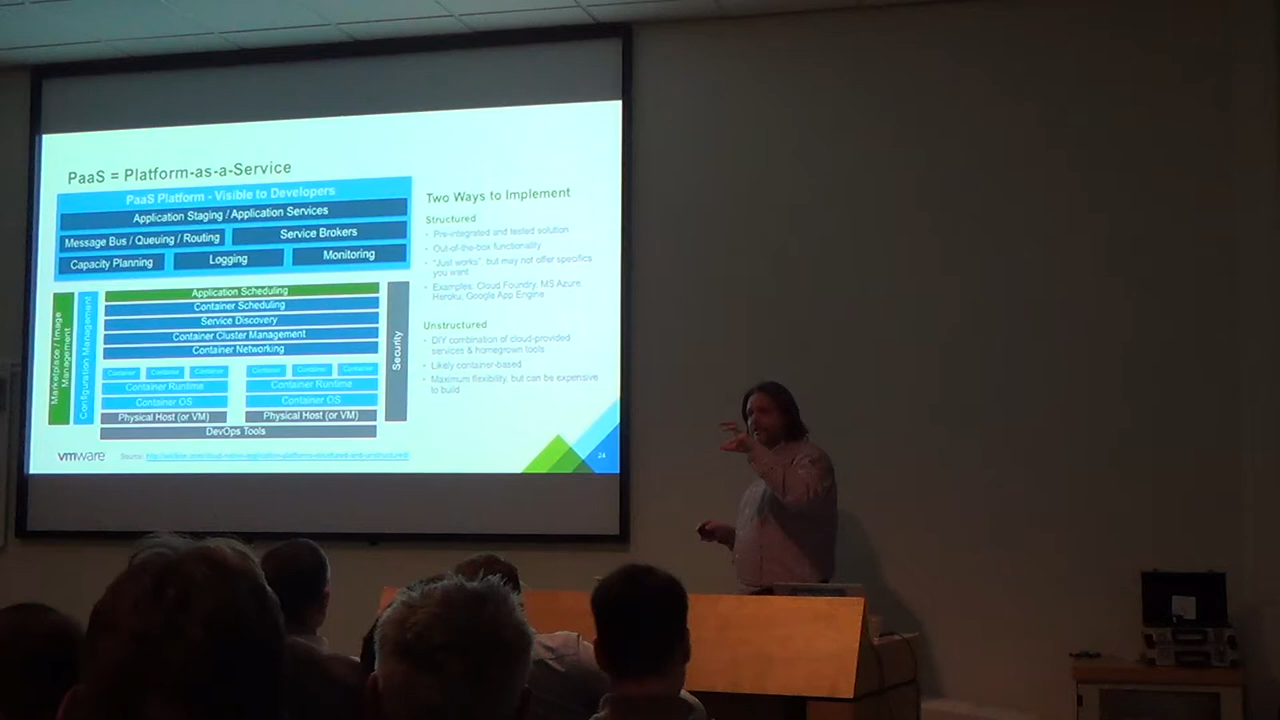 PaaS = Platform-as-a-Service
PaaS Platform - Visible to Developers
Application Staging / Application Services
Message Bus / Queuing / Routing
Service Brokers
Capacity Planning
Logging
Monitoring
Marketplace / Image
Management
Configuration Management
Application Scheduling
Container Scheduling
Service Discovery
Container Cluster Management
Container Networking
Container Container Container
Container Container Container
Container Runtime
Container Runtime
Container OS
Container OS
Physical Host (or VM)
Physical Host (or VM)
DevOps Tools
Security
Two Ways to Implement
Structured
- Pre-integrated and tested solution
- Out-of-the-box functionality
- "Just works", but may not offer specifics
you want
- Examples: Cloud Foundry, MS Azure,
Heroku, Google App Engine
Unstructured
- DIY combination of cloud-provided
services & homegrown tools
- Likely container-based
- Maximum flexibility, but can be expensive
to build
vmware
Source:
24